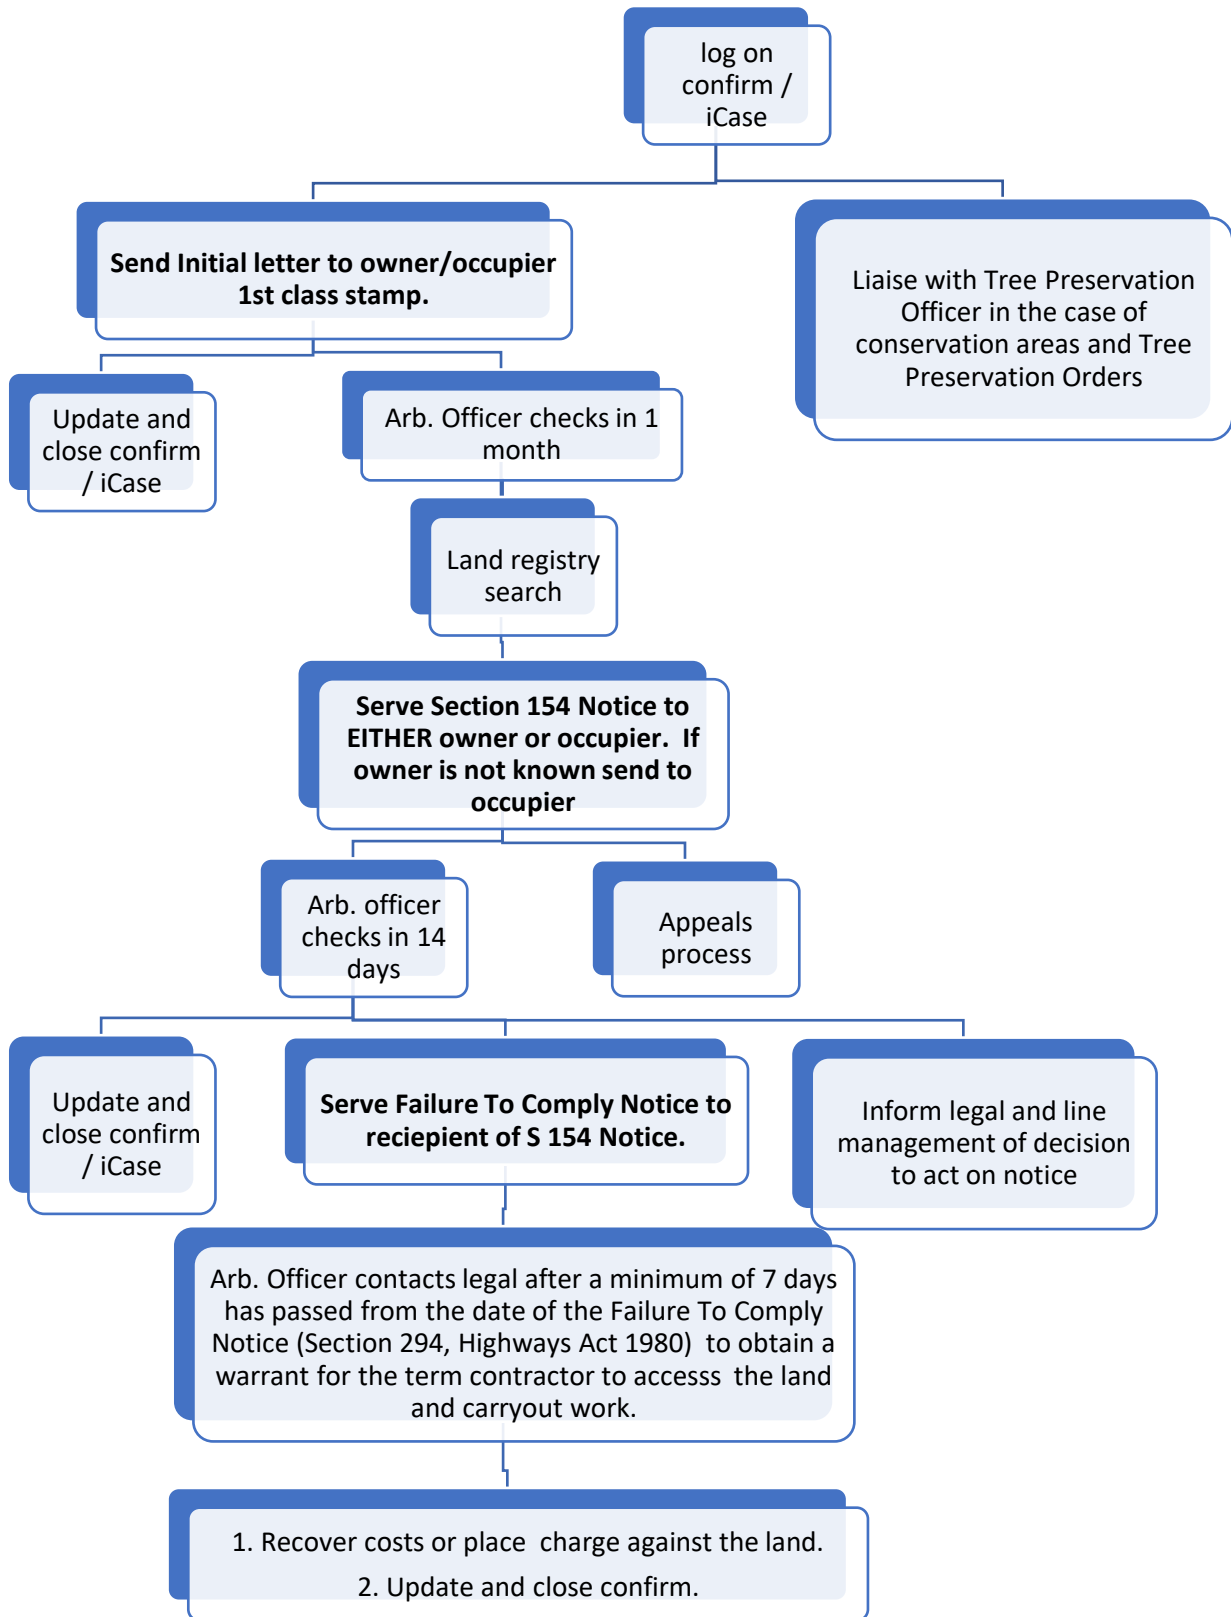 log on
confirm /
iCase
Send Initial letter to owner/occupier
1st class stamp.
Liaise with Tree Preservation
Officer in the case of
conservation areas and Tree
Preservation Orders
Update and
close confirm
/ iCase
Arb. Officer checks in 1
month
Land registry
search
Serve Section 154 Notice to
EITHER owner or occupier.  If
owner is not known send to
occupier
Arb. officer
checks in 14
days
Appeals
process
Update and
close confirm
/ iCase
Serve Failure To Comply Notice to
reciepient of S 154 Notice.
Inform legal and line
management of decision
to act on notice
Arb. Officer contacts legal after a minimum of 7 days
has passed from the date of the Failure To Comply
Notice (Section 294, Highways Act 1980)  to obtain a
warrant for the term contractor to accesss  the land
and carryout work.
1. Recover costs or place  charge against the land.
2. Update and close confirm.